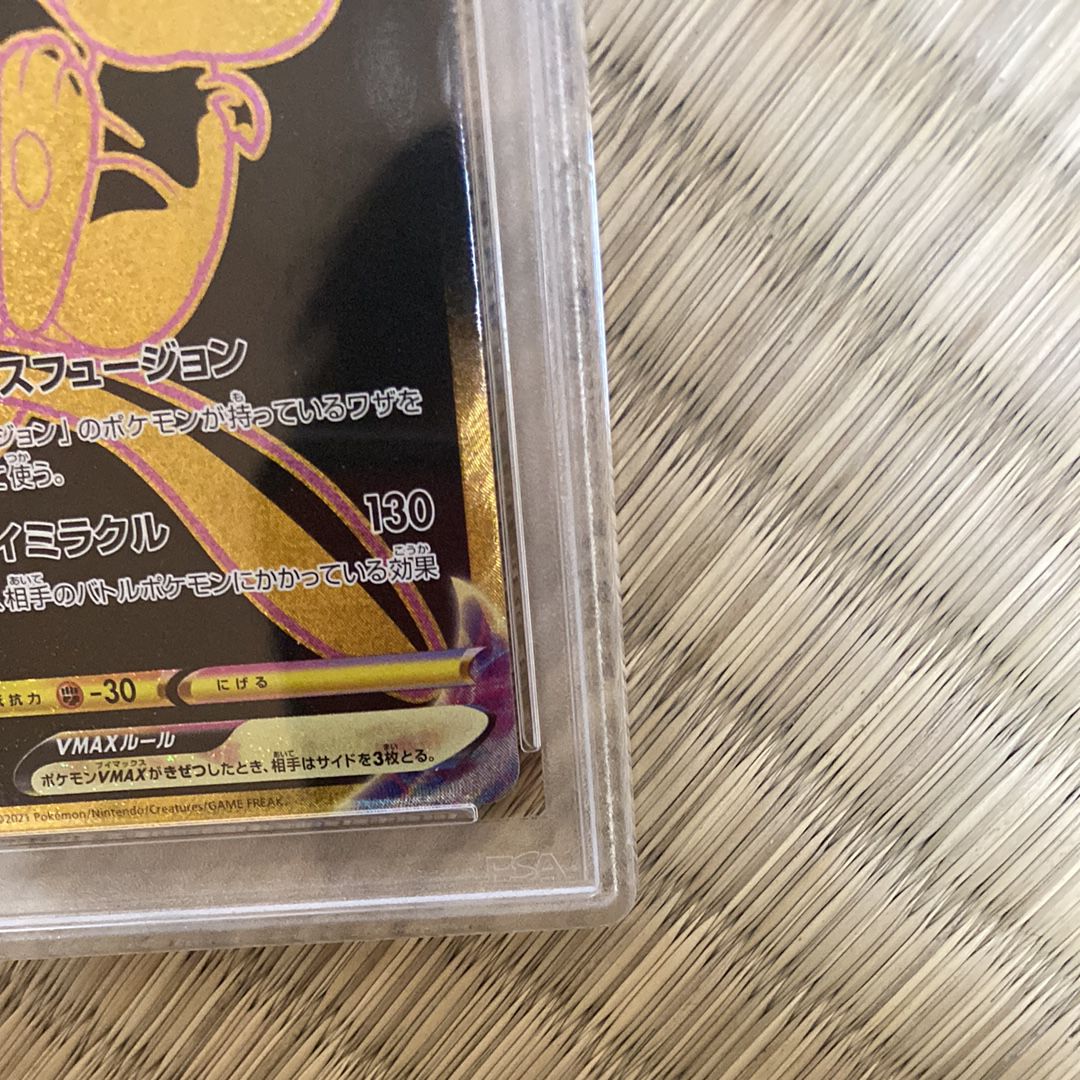 スフュージョン
ジョン」のポケモンが持っているワザを
て使う。
ィミラクル 130
、相手のバトルポケモンにかかっている効果
抗力 -30 にげる
VMAXルール
ポケモンVMAXがきぜつしたとき、相手はサイドを3枚とる。
©2021 Pokémon/Nintendo/Creatures/GAME FREAK.
PSA